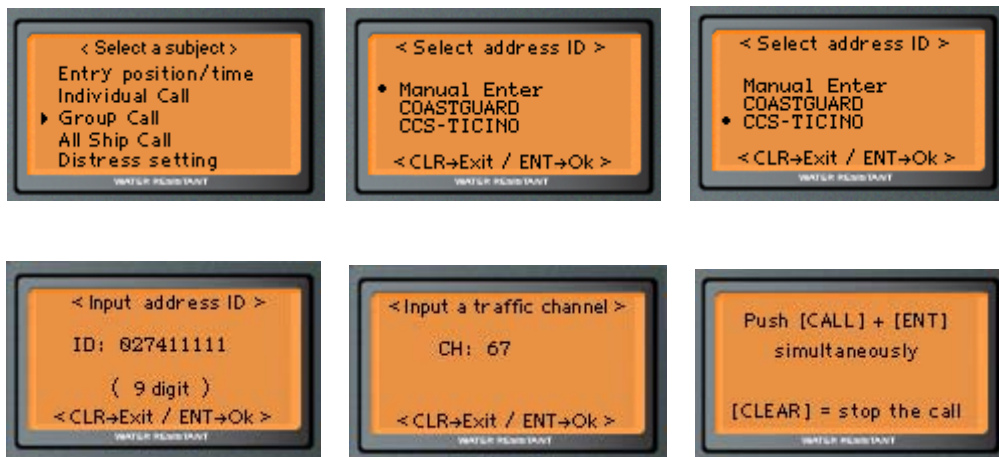 < Select a subject >
Entry position/time
Individual Call
Group Call
All Ship Call
Distress setting
WATER RESISTANT
< Select address ID >
Manual Enter
COASTGUARD
CCS-TICINO
<CLR→Exit / ENT→Ok >
WATER RESISTANT
< Select address ID >
Manual Enter
COASTGUARD
CCS-TICINO
<CLR→Exit / ENT→Ok >
WATER RESISTANT
< Input address ID >
ID: 027411111
( 9 digit )
<CLR→Exit / ENT→Ok >
WATER RESISTANT
<Input a traffic channel >
CH: 67
<CLR→Exit / ENT→Ok >
WATER RESISTANT
Push [CALL] + [ENT]
simultaneously
[CLEAR] = stop the call
WATER RESISTANT